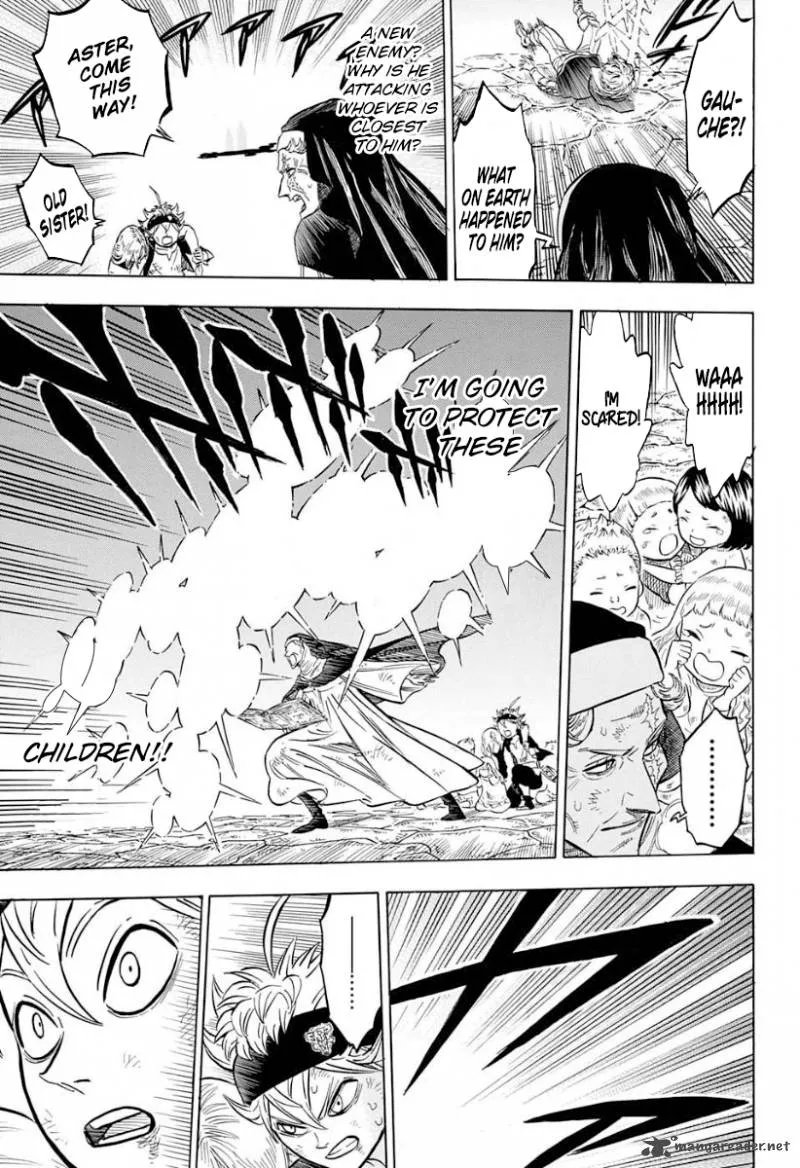 GAU-
CHE?!
WHAT
ON EARTH
HAPPENED
TO HIM?
A NEW
ENEMY?
WHY IS HE
ATTACKING
WHOEVER IS
CLOSEST
TO HIM?
ASTER,
COME
THIS
WAY!
OLD
SISTER!
WAAA
HHHH!
I'M
SCARED!
.........
I'M GOING
TO PROTECT
THESE
CHILDREN!!
.........
mangareader.net